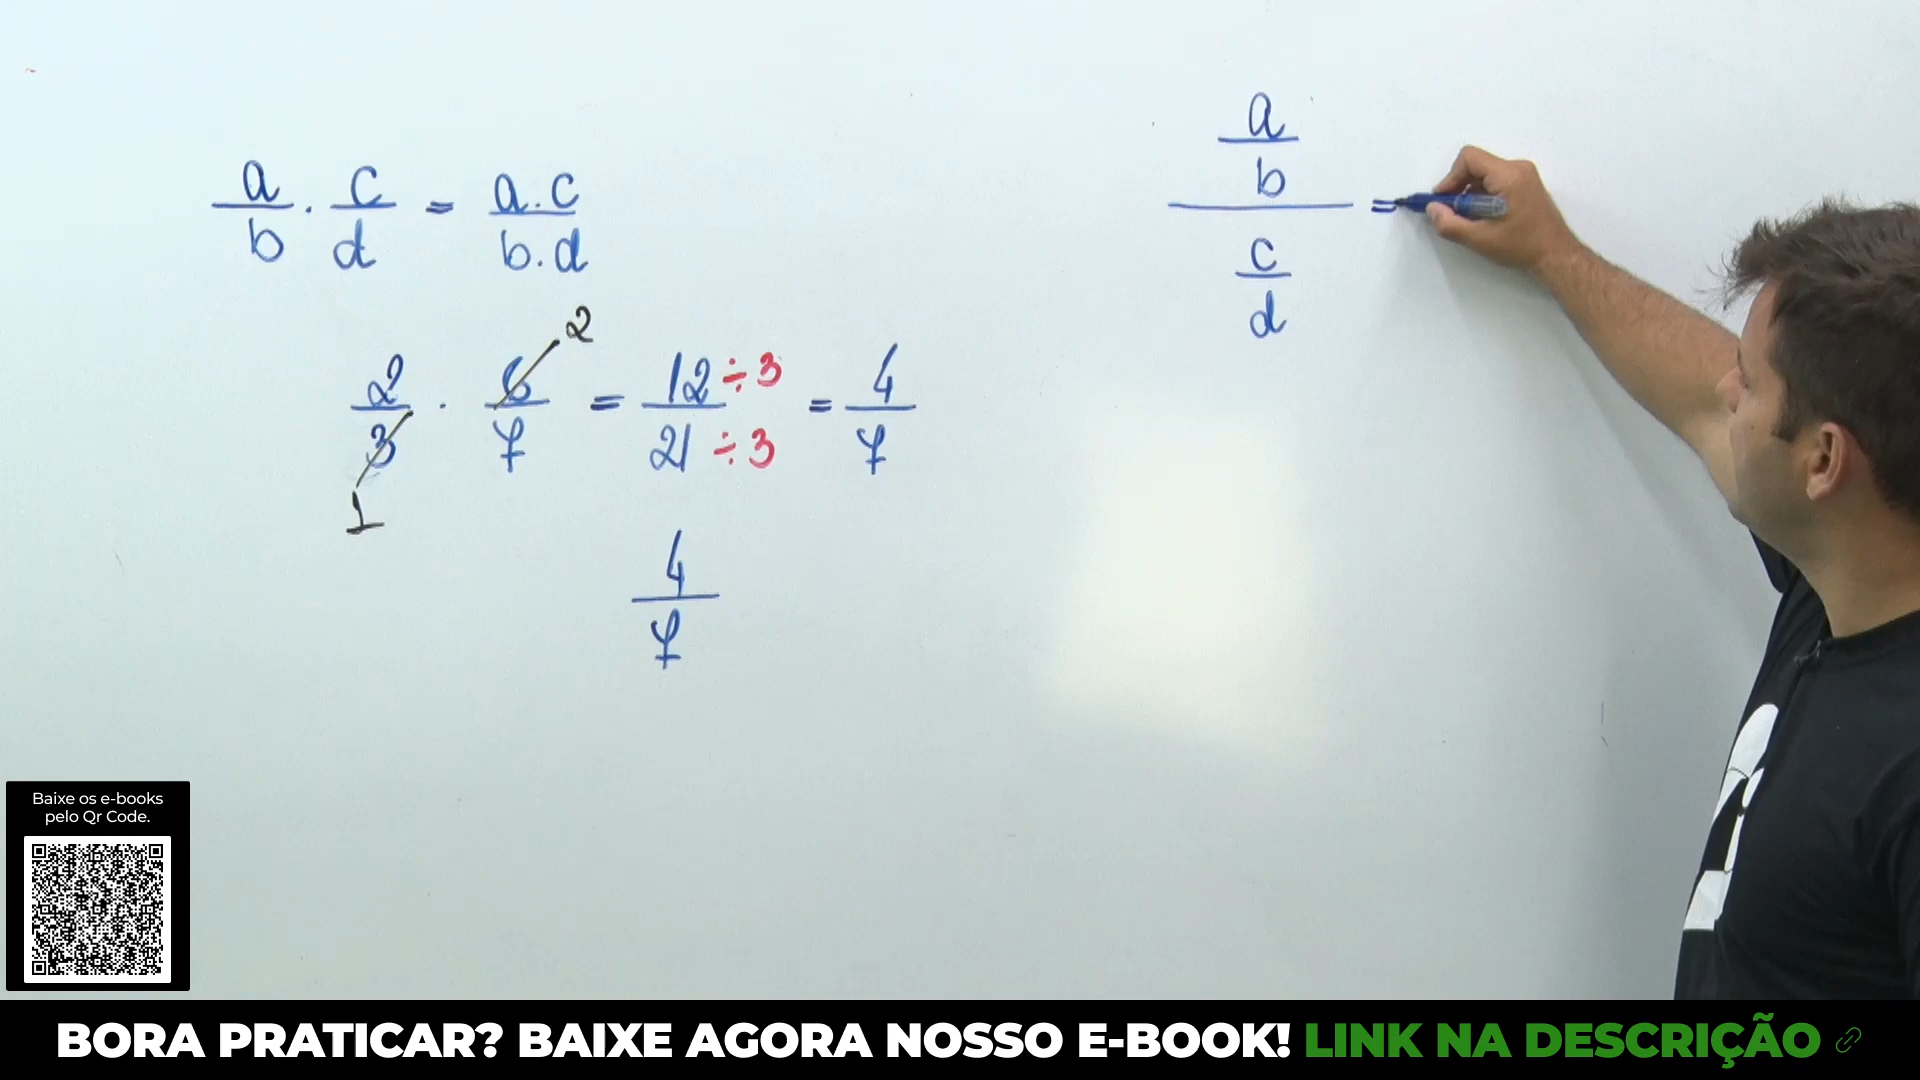 a/b . c/d = a.c/b.d
2/3 . 6/7 = 12÷3/21÷3 = 4/7
2
1
4/7
a/b
c/d
=
Baixe os e-books
pelo Qr Code.
BORA PRATICAR? BAIXE AGORA NOSSO E-BOOK! LINK NA DESCRIÇÃO